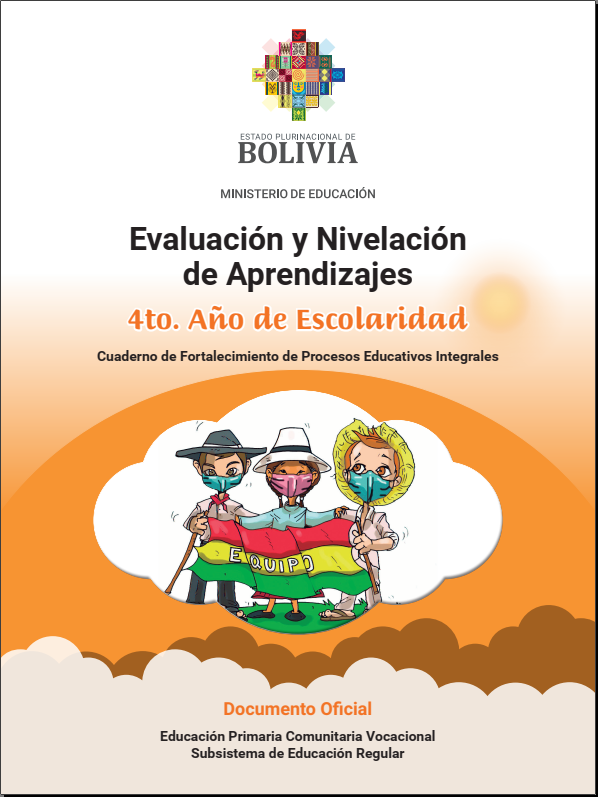 ESTADO PLURINACIONAL DE
BOLIVIA
MINISTERIO DE EDUCACIÓN
Evaluación y Nivelación
de Aprendizajes
4to. Año de Escolaridad
Cuaderno de Fortalecimiento de Procesos Educativos Integrales
EQUIPO
Documento Oficial
Educación Primaria Comunitaria Vocacional
Subsistema de Educación Regular